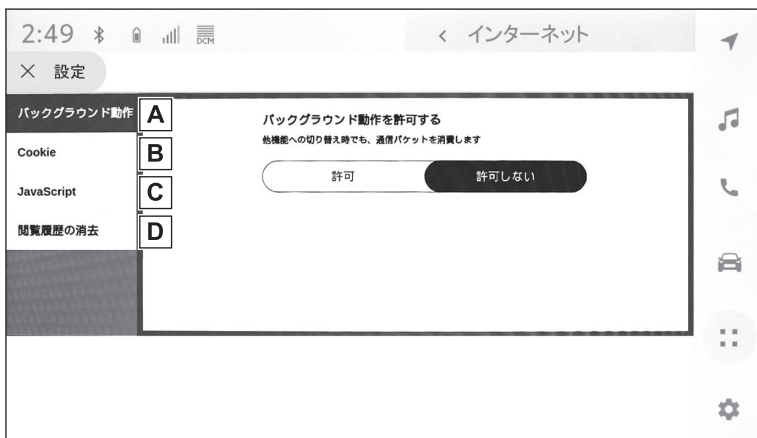 2:49 DCM
インターネット
設定
バックグラウンド動作
A
Cookie
B
JavaScript
C
閲覧履歴の消去
D
バックグラウンド動作を許可する
他機能への切り替え時でも、通信パケットを消費します
許可
許可しない